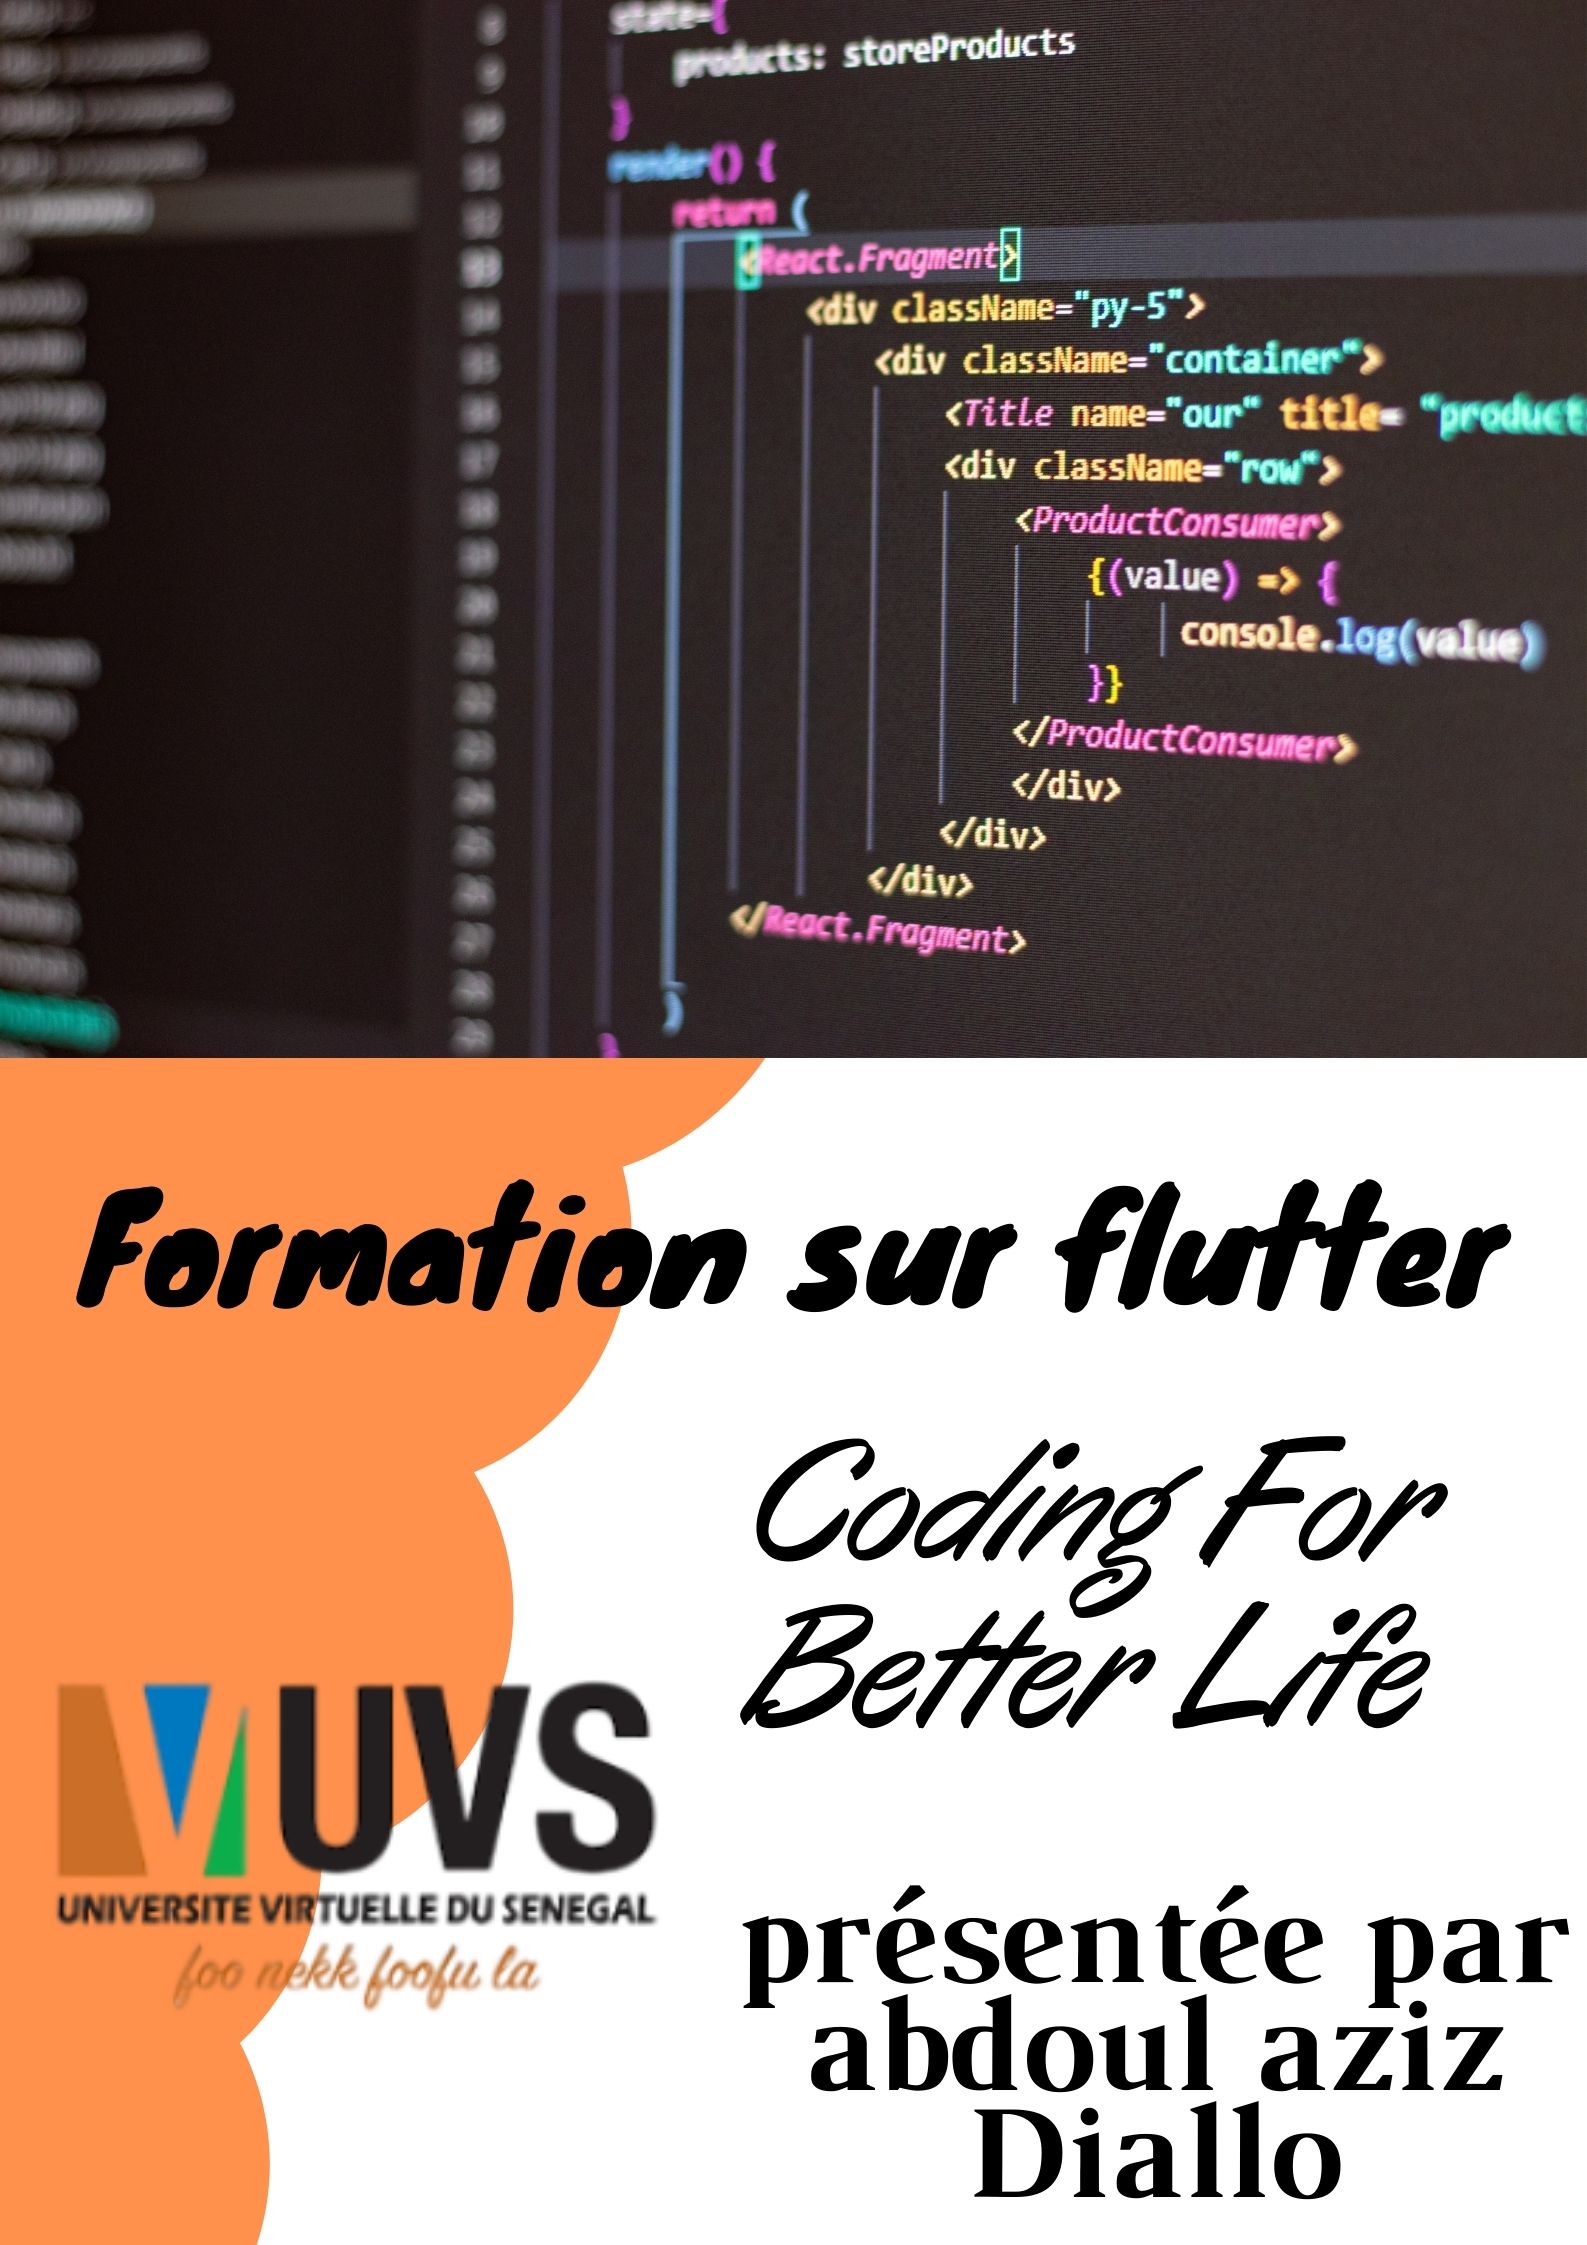 state={
products: storeProducts
}
render() {
return (
<React.Fragment>
<div className="py-5">
<div className="container">
<Title name="our" title= "product
<div className="row">
<ProductConsumer>
{(value) => {
console.log(value)
}}
</ProductConsumer>
</div>
</div>
</div>
</React.Fragment>
)
}
Formation sur flutter
Coding For
Better Life
UVS
UNIVERSITE VIRTUELLE DU SENEGAL
foo nekk foofu la
présentée par
abdoul aziz
Diallo